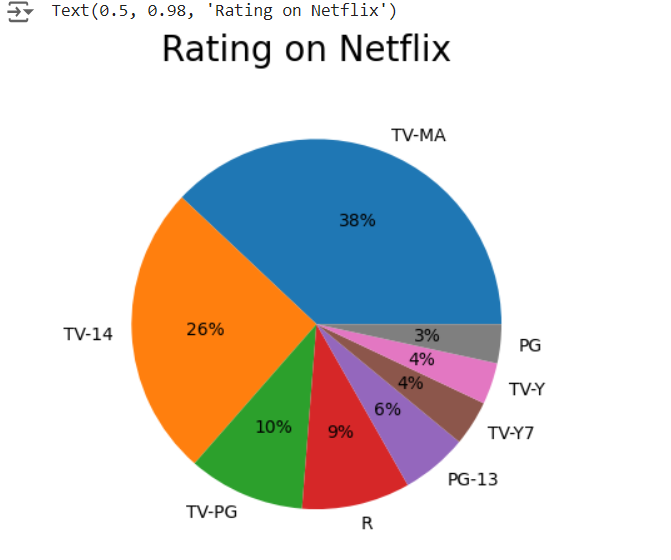 Text(0.5, 0.98, 'Rating on Netflix')
Rating on Netflix
TV-MA
38%
TV-14
26%
3%
PG
4%
TV-Y
4%
TV-Y7
6%
PG-13
10%
9%
TV-PG
R